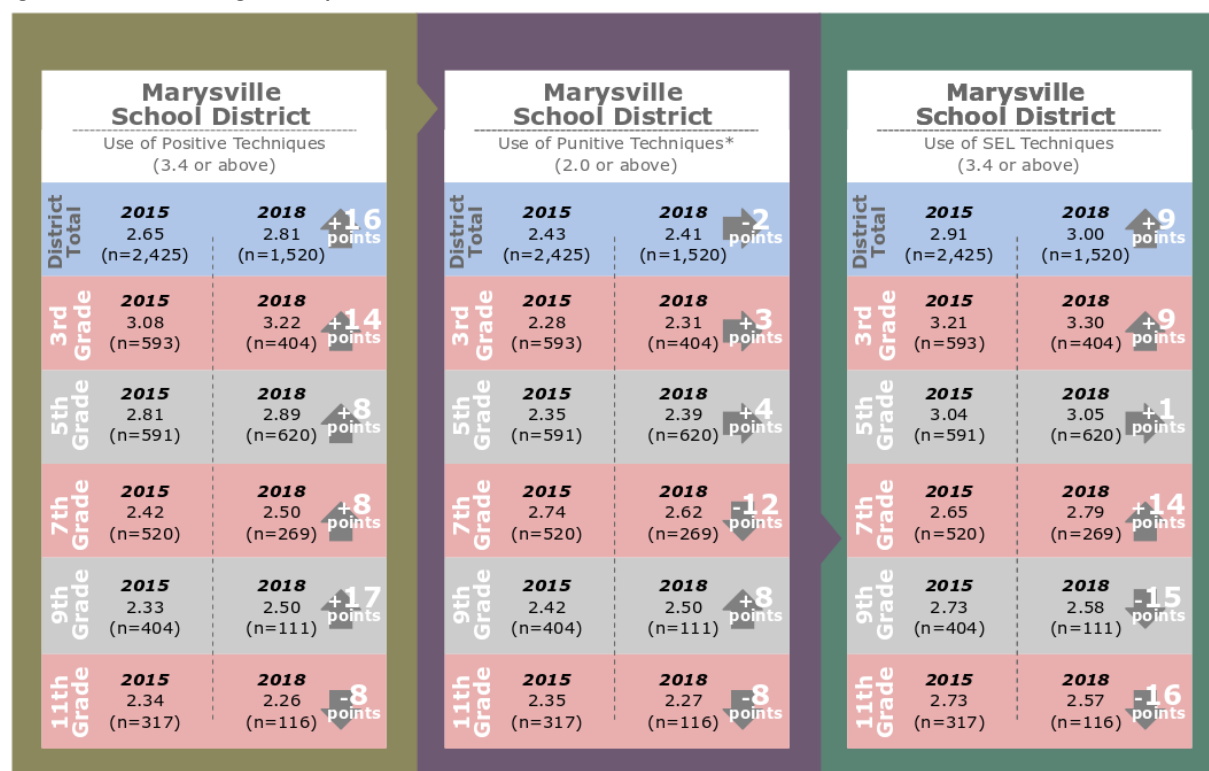 Marysville
School District
Use of Positive Techniques
(3.4 or above)
District
Total
2015
2.65
(n=2,425)
2018
2.81
(n=1,520)
+16
points
3rd
Grade
2015
3.08
(n=593)
2018
3.22
(n=404)
+14
points
5th
Grade
2015
2.81
(n=591)
2018
2.89
(n=620)
+8
points
7th
Grade
2015
2.42
(n=520)
2018
2.50
(n=269)
+8
points
9th
Grade
2015
2.33
(n=404)
2018
2.50
(n=111)
+17
points
11th
Grade
2015
2.34
(n=317)
2018
2.26
(n=116)
-8
points
Marysville
School District
Use of Punitive Techniques*
(2.0 or above)
District
Total
2015
2.43
(n=2,425)
2018
2.41
(n=1,520)
-2
points
3rd
Grade
2015
2.28
(n=593)
2018
2.31
(n=404)
+3
points
5th
Grade
2015
2.35
(n=591)
2018
2.39
(n=620)
+4
points
7th
Grade
2015
2.74
(n=520)
2018
2.62
(n=269)
-12
points
9th
Grade
2015
2.42
(n=404)
2018
2.50
(n=111)
+8
points
11th
Grade
2015
2.35
(n=317)
2018
2.27
(n=116)
-8
points
Marysville
School District
Use of SEL Techniques
(3.4 or above)
District
Total
2015
2.91
(n=2,425)
2018
3.00
(n=1,520)
+9
points
3rd
Grade
2015
3.21
(n=593)
2018
3.30
(n=404)
+9
points
5th
Grade
2015
3.04
(n=591)
2018
3.05
(n=620)
+1
points
7th
Grade
2015
2.65
(n=520)
2018
2.79
(n=269)
+14
points
9th
Grade
2015
2.73
(n=404)
2018
2.58
(n=111)
-15
points
11th
Grade
2015
2.73
(n=317)
2018
2.57
(n=116)
-16
points